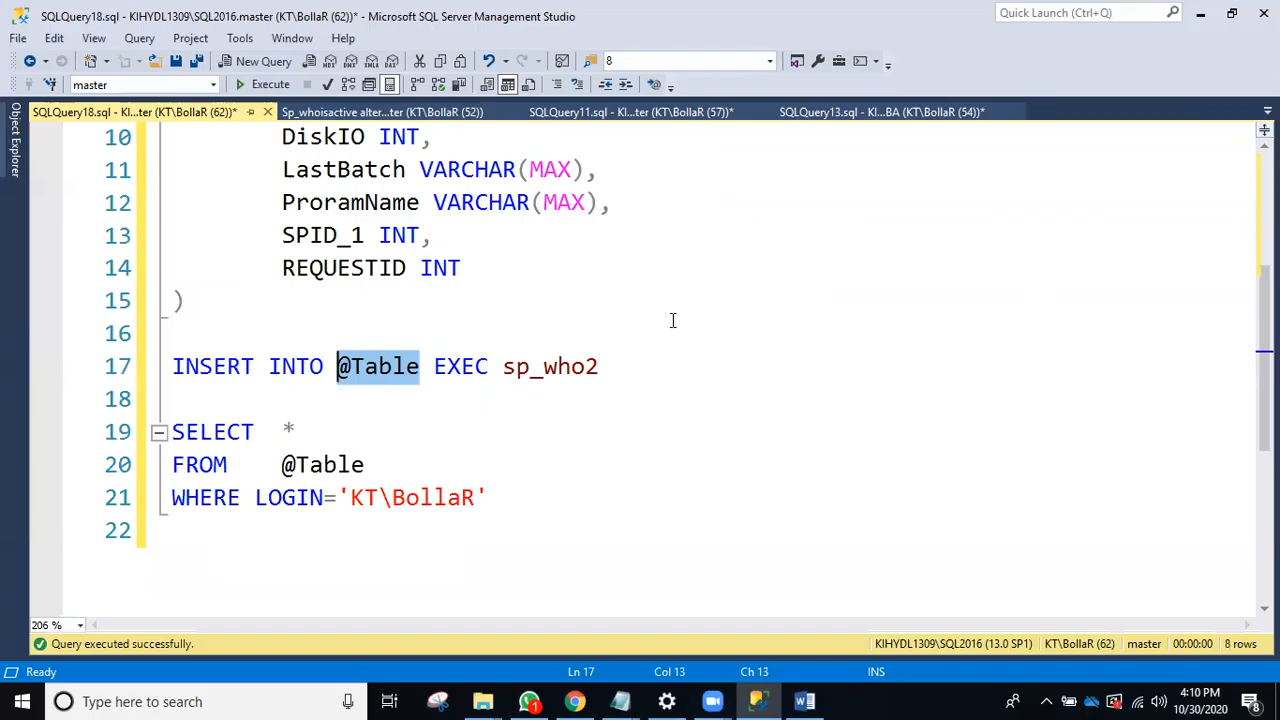 SQLQuery18.sql - KIHYDL1309\SQL2016.master (KT\BollaR (62))* - Microsoft SQL Server Management Studio
Quick Launch (Ctrl+Q)
File Edit View Query Project Tools Window Help
New Query
8
master
Execute
SQLQuery18.sql - KI...ter (KT\BollaR (62))*
Sp_whoisactive alter...ter (KT\BollaR (52))
SQLQuery11.sql - KI...ter (KT\BollaR (57))*
SQLQuery13.sql - KI...BA (KT\BollaR (54))*
Object Explorer
10 DiskIO INT,
11 LastBatch VARCHAR(MAX),
12 ProramName VARCHAR(MAX),
13 SPID_1 INT,
14 REQUESTID INT
15 )
16
17 INSERT INTO @Table EXEC sp_who2
18
19 SELECT *
20 FROM @Table
21 WHERE LOGIN='KT\BollaR'
22
206 %
Query executed successfully.
KIHYDL1309\SQL2016 (13.0 SP1) KT\BollaR (62) master 00:00:00 8 rows
Ready Ln 17 Col 13 Ch 13 INS
Type here to search
1
4:10 PM
10/30/2020
8